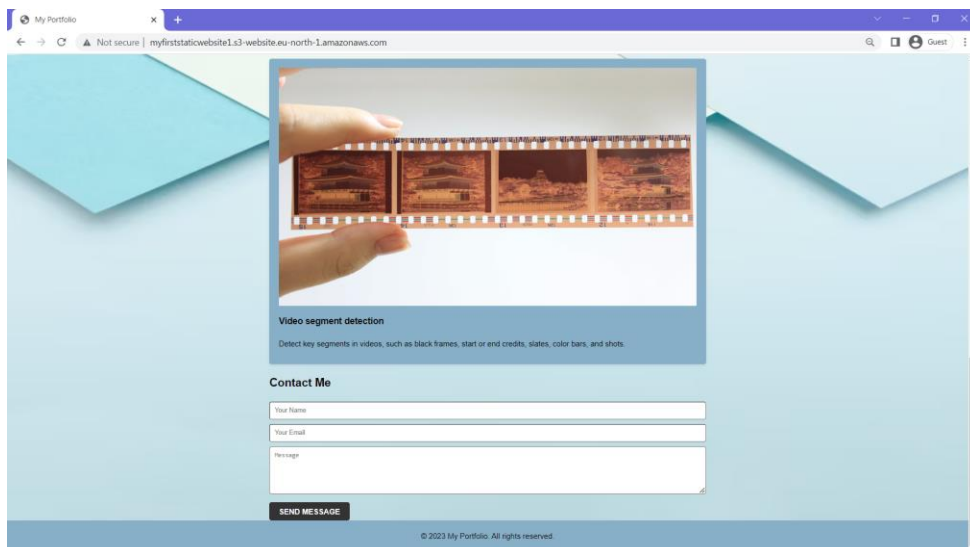 My Portfolio
Not secure | myfirststaticwebsite1.s3-website.eu-north-1.amazonaws.com
Guest
Video segment detection
Detect key segments in videos, such as black frames, start or end credits, slates, color bars, and shots.
Contact Me
Your Name
Your Email
Message
SEND MESSAGE
© 2023 My Portfolio. All rights reserved.